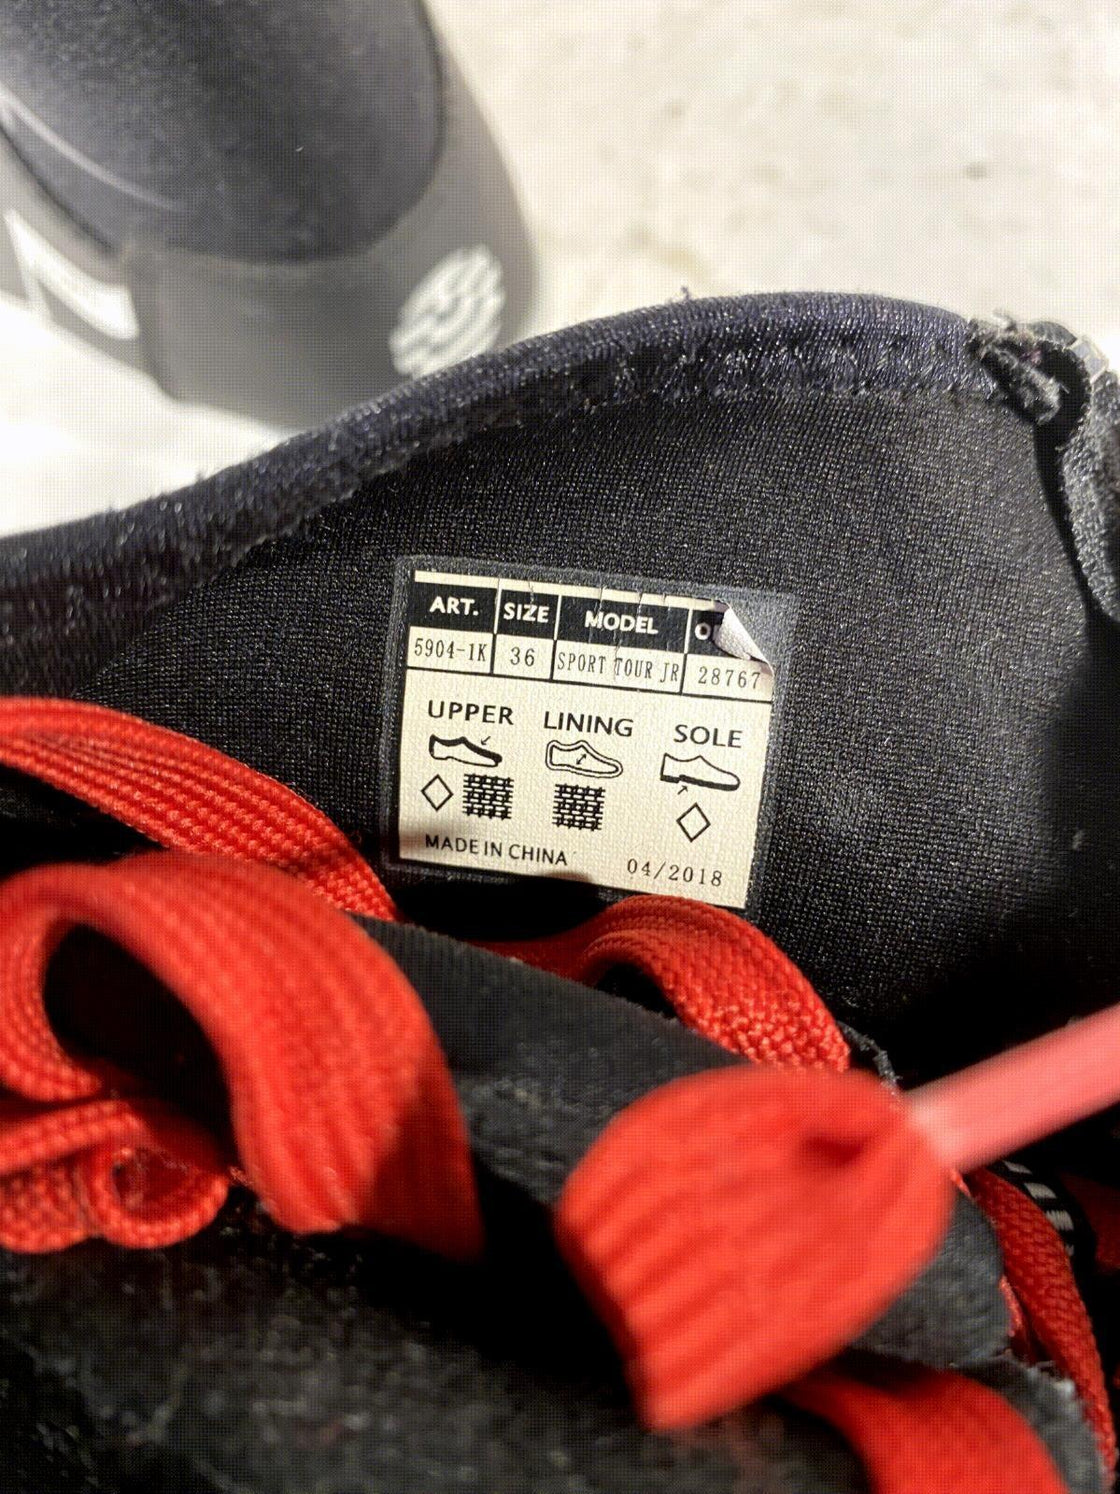 ART. SIZE MODEL
5904-1K 36 SPORT TOUR JR 28767
UPPER LINING SOLE
MADE IN CHINA 04/2018